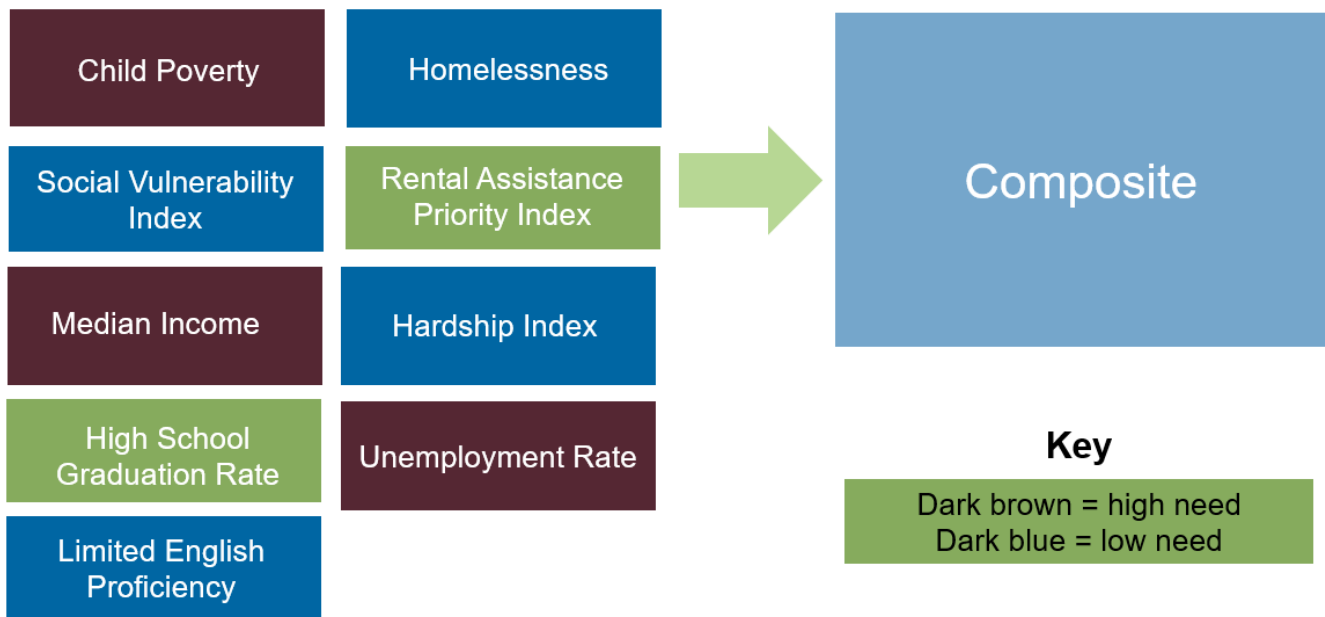 Child Poverty
Homelessness
Social Vulnerability
Index
Rental Assistance
Priority Index
Median Income
Hardship Index
High School
Graduation Rate
Unemployment Rate
Limited English
Proficiency
Composite
Key
Dark brown = high need
Dark blue = low need